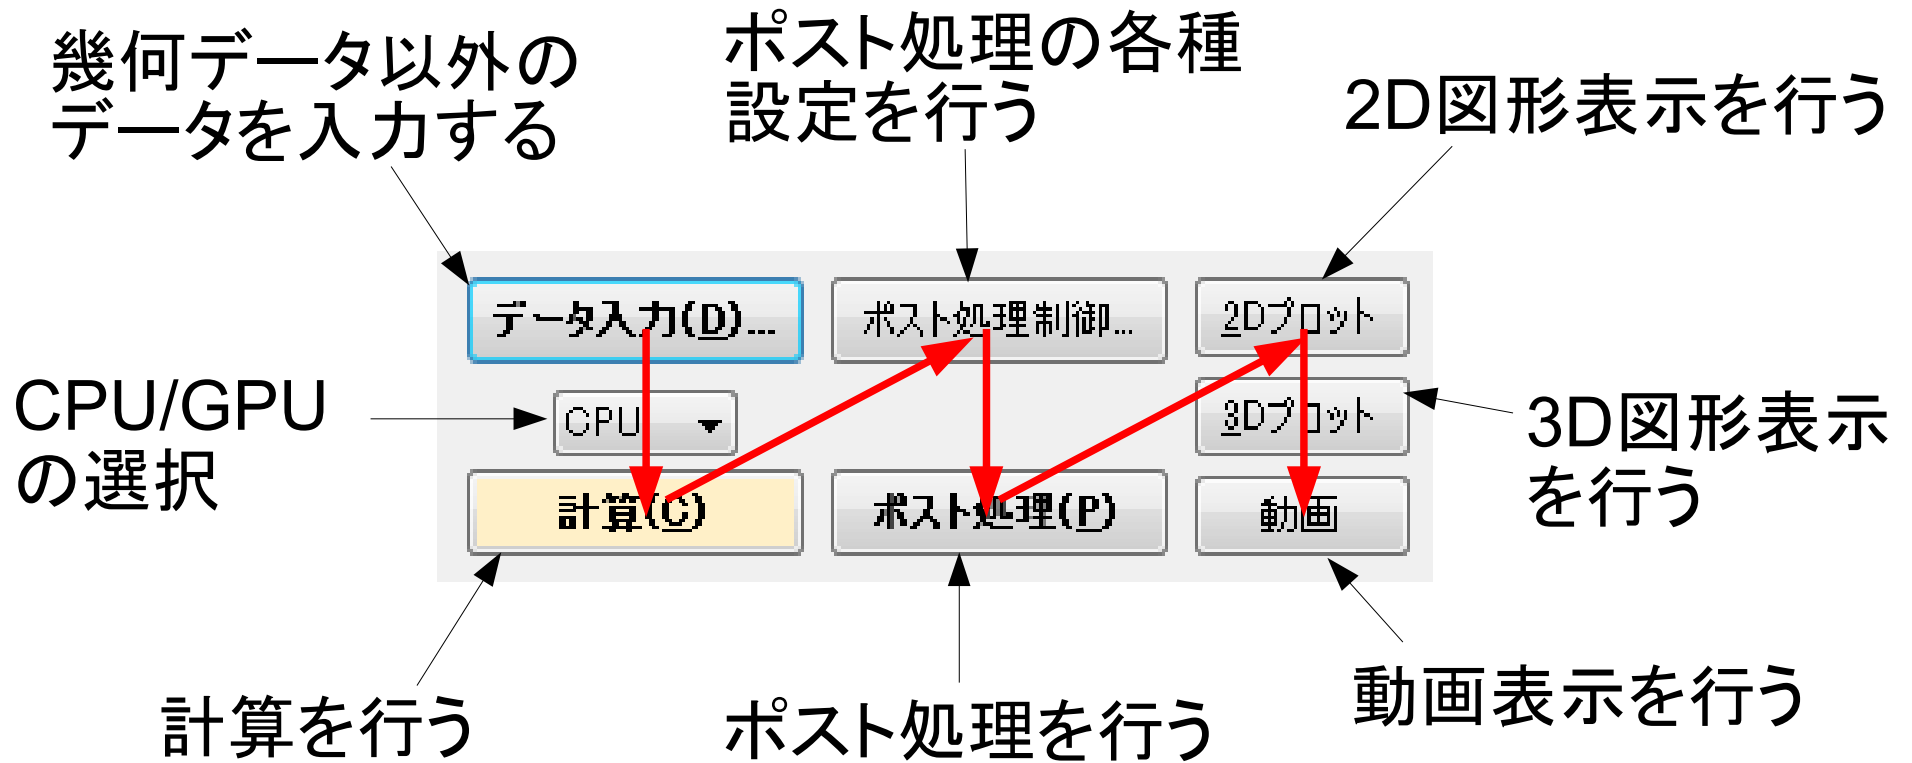 幾何データ以外の
データを入力する
ポスト処理の各種
設定を行う
2D図形表示を行う
データ入力(D)...
ポスト処理制御...
2Dプロット
CPU/GPU
の選択
CPU
3Dプロット
3D図形表示
を行う
計算(C)
ポスト処理(P)
動画
計算を行う
ポスト処理を行う
動画表示を行う